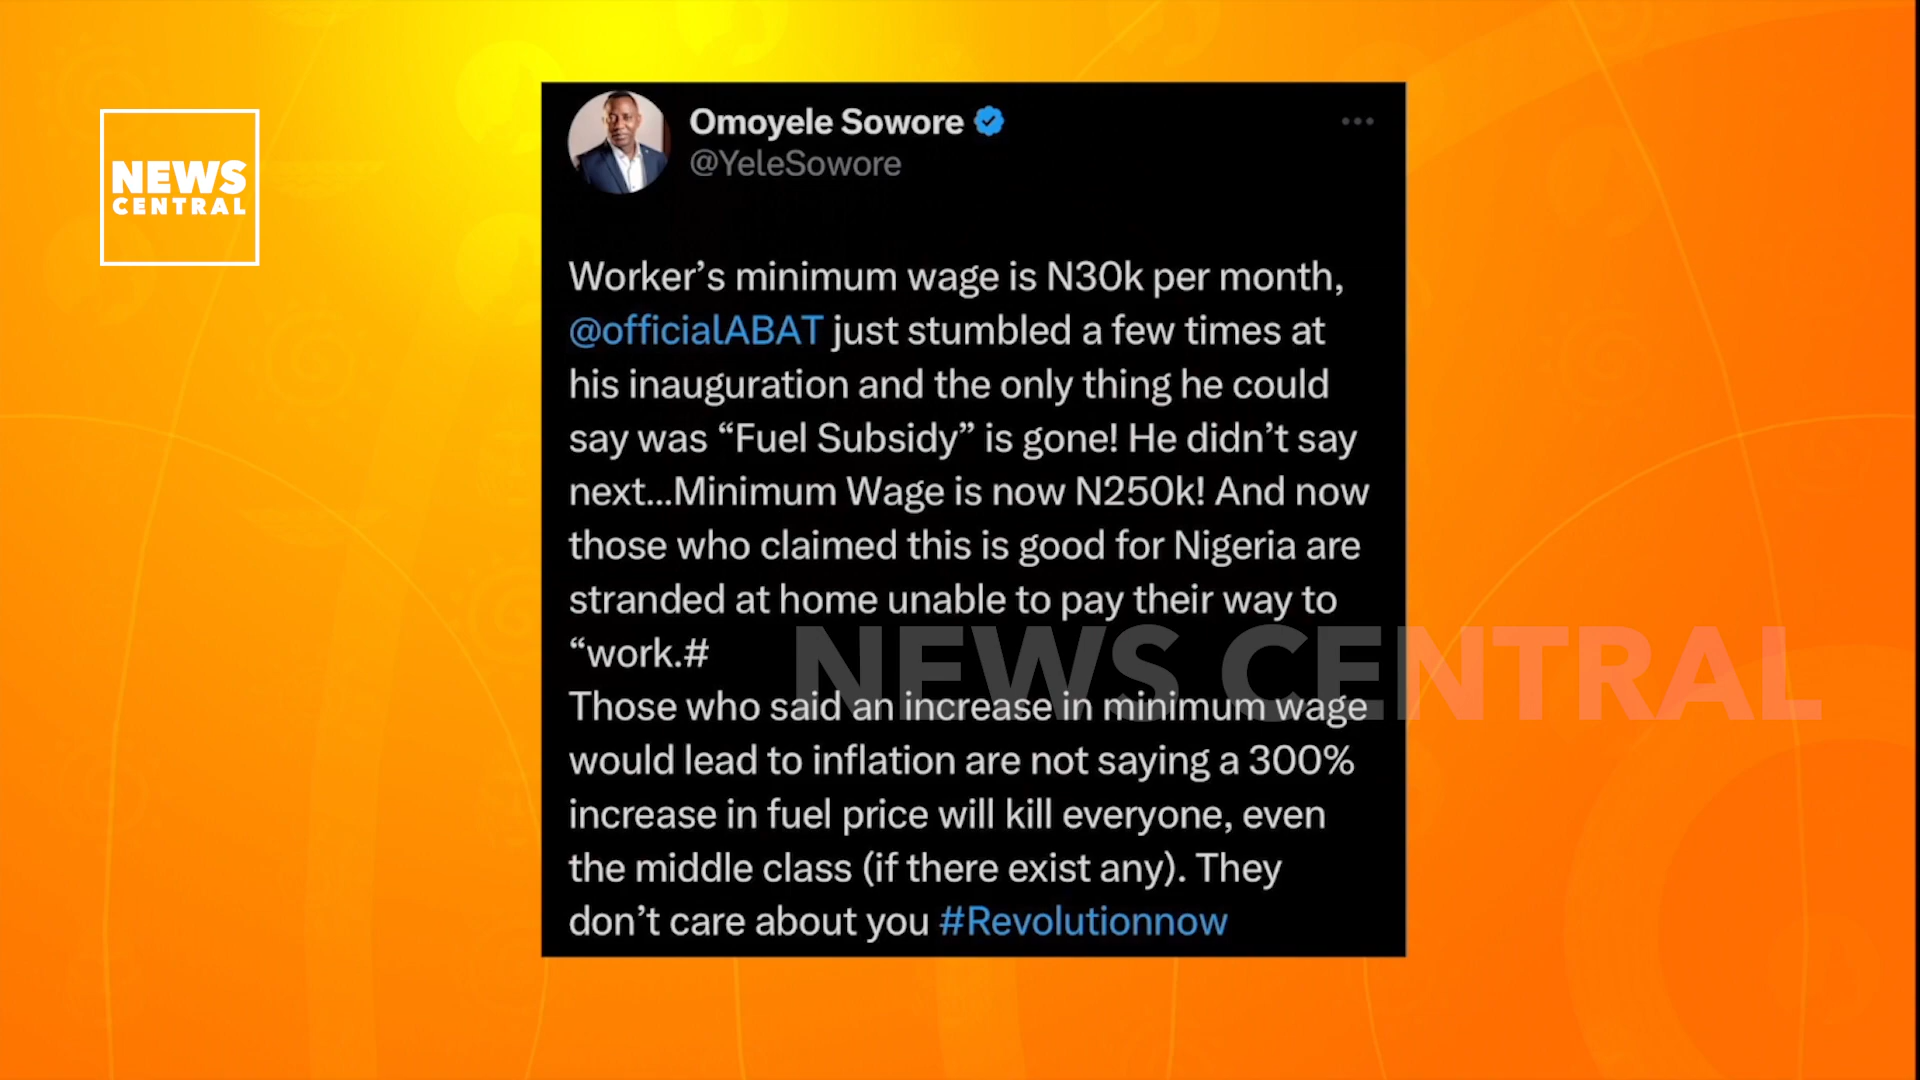 NEWS
CENTRAL
Omoyele Sowore
@YeleSowore
Worker’s minimum wage is N30k per month,
@officialABAT just stumbled a few times at
his inauguration and the only thing he could
say was “Fuel Subsidy” is gone! He didn’t say
next...Minimum Wage is now N250k! And now
those who claimed this is good for Nigeria are
stranded at home unable to pay their way to
“work.#
Those who said an increase in minimum wage
would lead to inflation are not saying a 300%
increase in fuel price will kill everyone, even
the middle class (if there exist any). They
don’t care about you #Revolutionnow
NEWS CENTRAL